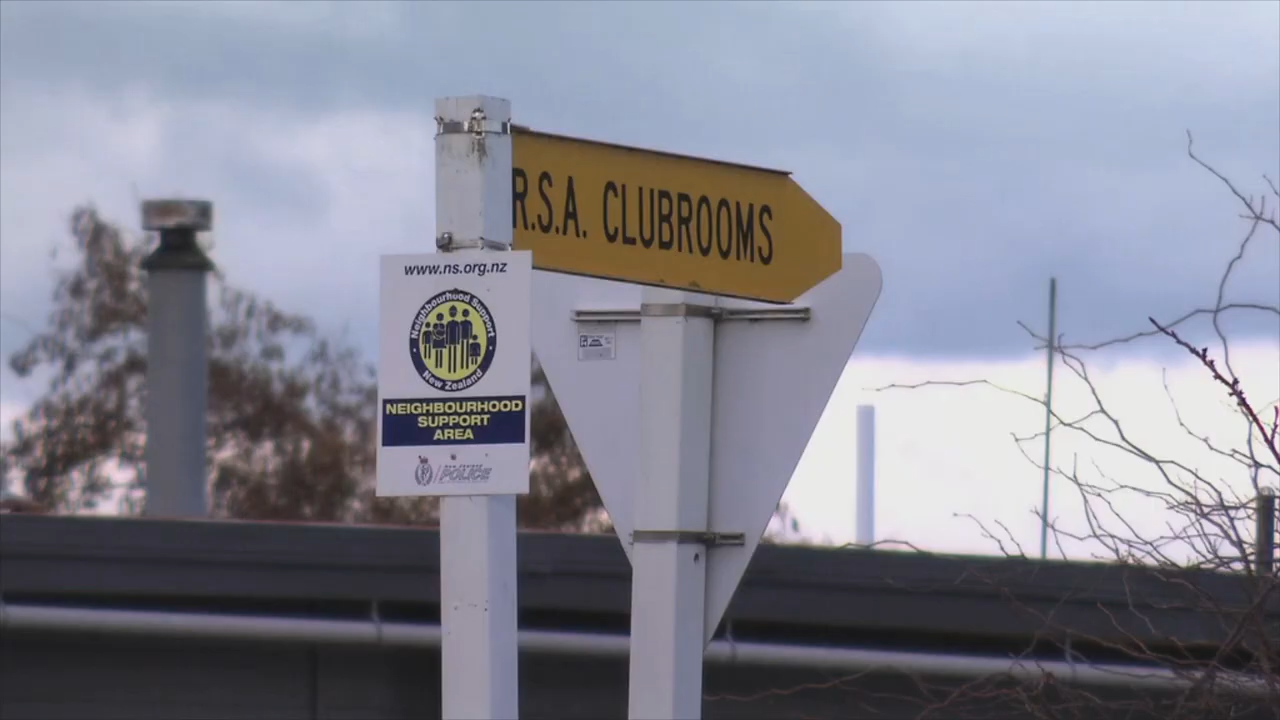 R.S.A. CLUBROOMS
www.ns.org.nz
Neighbourhood Support
New Zealand
NEIGHBOURHOOD
SUPPORT
AREA
POLICE